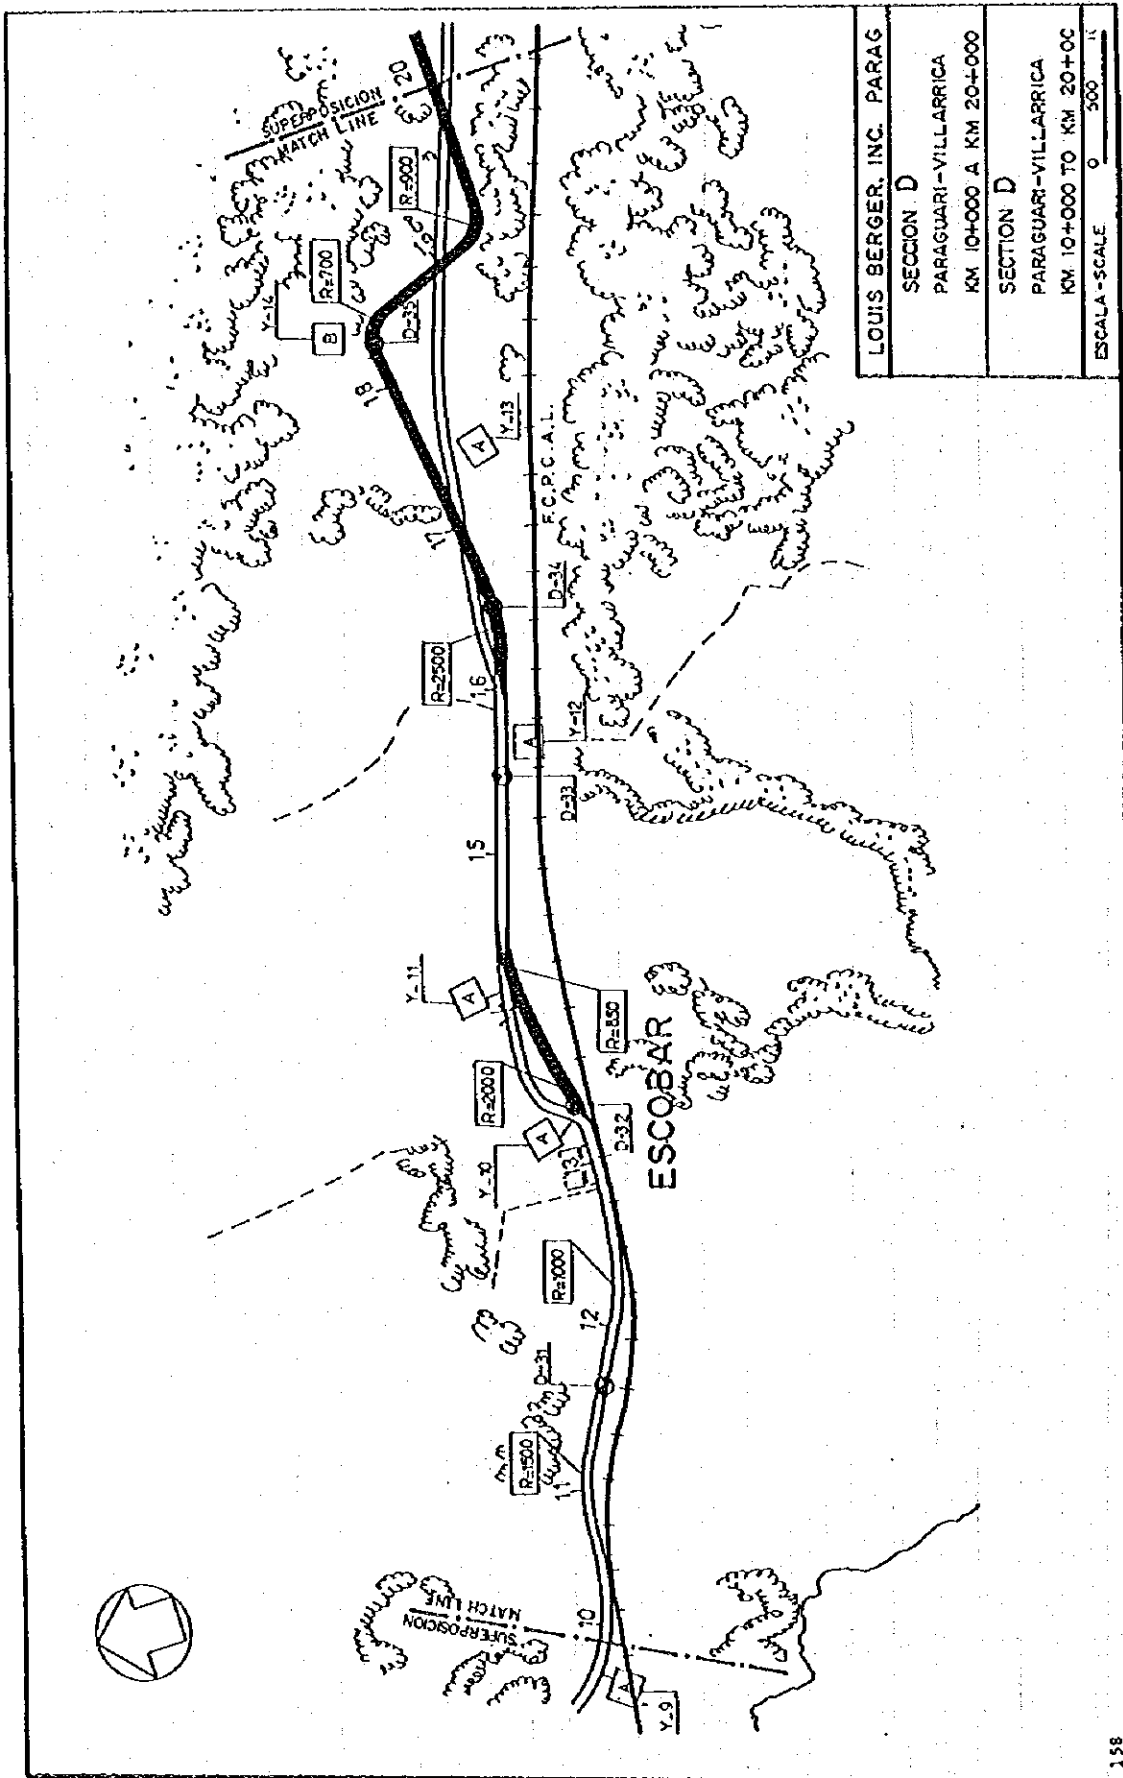 SUPERPOSICION
MATCH LINE
20
R=900
19
R=700
Y-14
B
D-35
18
Y-13
A
F.C.P.C.A.L.
17
D-34
R=2500
16
Y-12
A
D-33
15
Y-11
A
R=850
R=2000
ESCOBAR
D-32
A
Y-10
13
R=1000
12
D-31
R=1500
11
SUPERPOSICION
MATCH LINE
10
A
Y-9
LOUIS BERGER, INC. PARAG
SECCION D
PARAGUARI-VILLARRICA
KM 10+000 A KM 20+000
SECTION D
PARAGUARI-VILLARRICA
KM 10+000 TO KM 20+00
ESCALA-SCALE 0 500
158